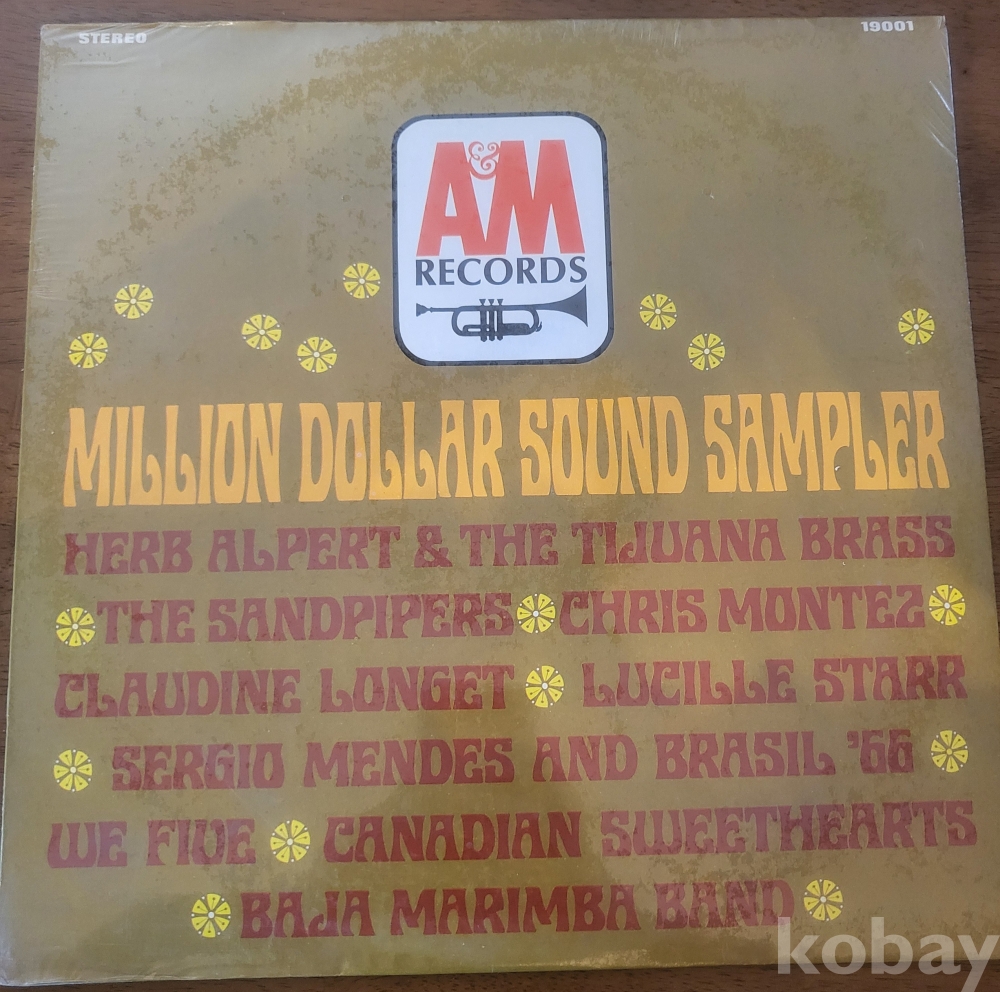 STEREO 19001
A&M
RECORDS
MILLION DOLLAR SOUND SAMPLER
HERB ALPERT & THE TIJUANA BRASS
THE SANDPIPERS CHRIS MONTEZ
CLAUDINE LONGET LUCILLE STARR
SERGIO MENDES AND BRASIL '66
WE FIVE CANADIAN SWEETHEARTS
BAJA MARIMBA BAND
kobay